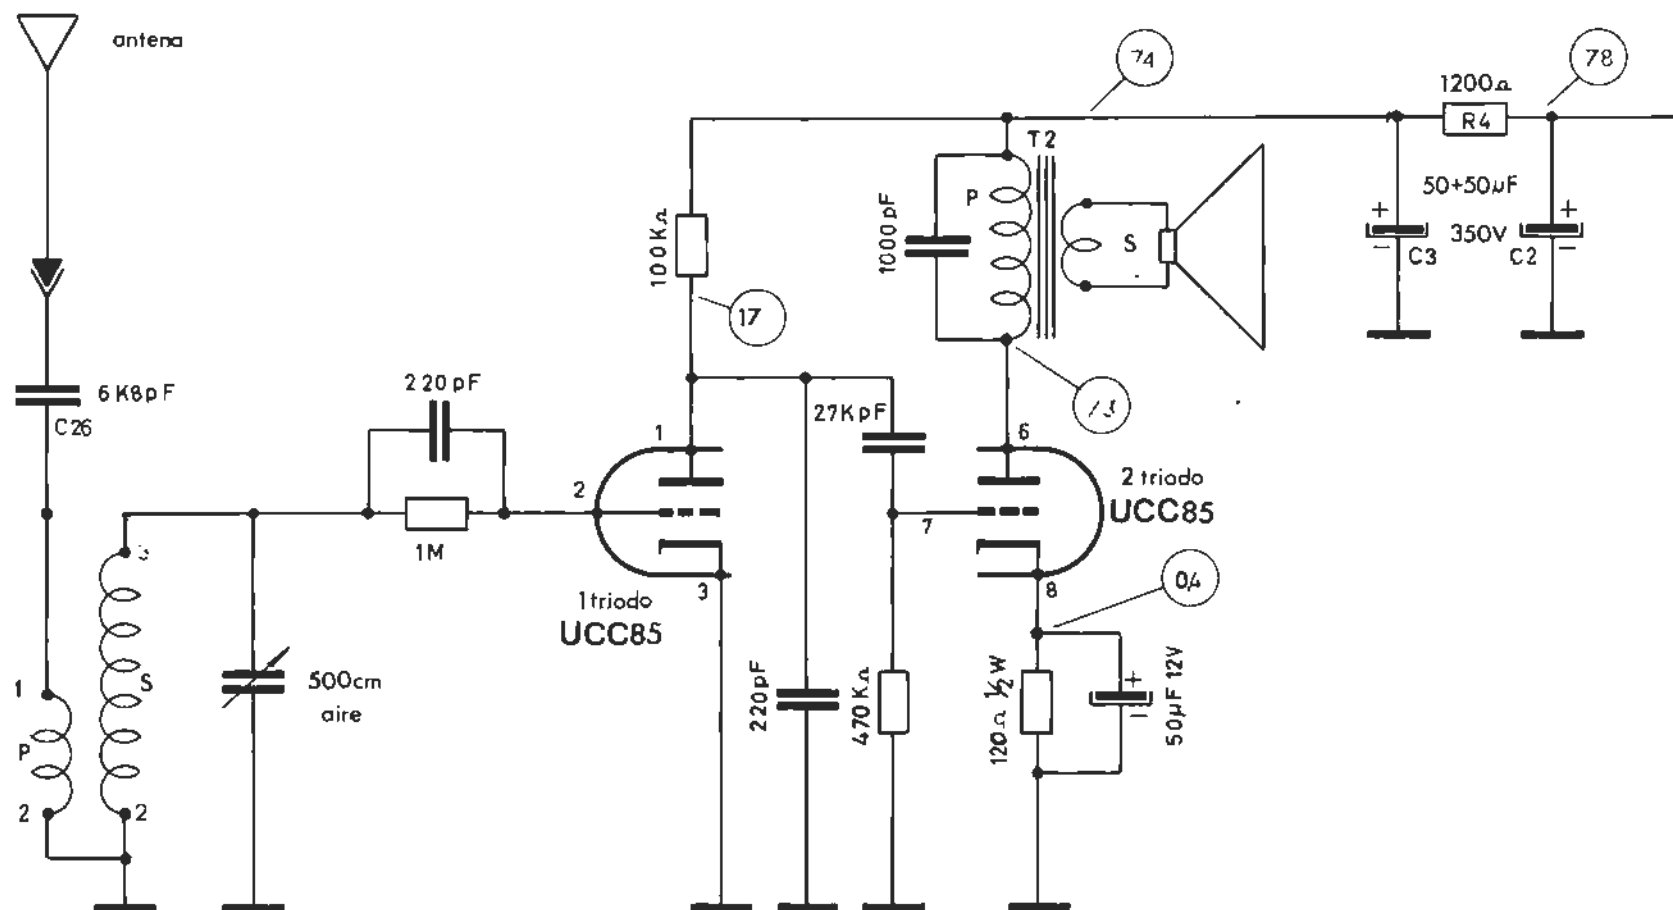 antena
74
78
1200Ω
R4
T2
P
S
50+50µF
350V
+
-
C3
+
-
C2
100KΩ
1000pF
17
6K8pF
C26
220pF
27KpF
1
2
3
1M
1 triodo
UCC85
6
7
8
2 triodo
UCC85
04
500cm
aire
220pF
470KΩ
120Ω ½W
+
-
50µF 12V
1
P
2
S
2